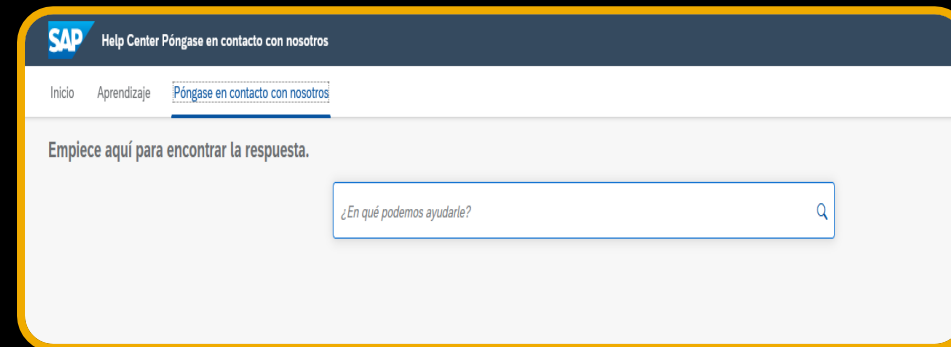 SAP Help Center Póngase en contacto con nosotros
Inicio Aprendizaje Póngase en contacto con nosotros
Empiece aquí para encontrar la respuesta.
¿En qué podemos ayudarle?